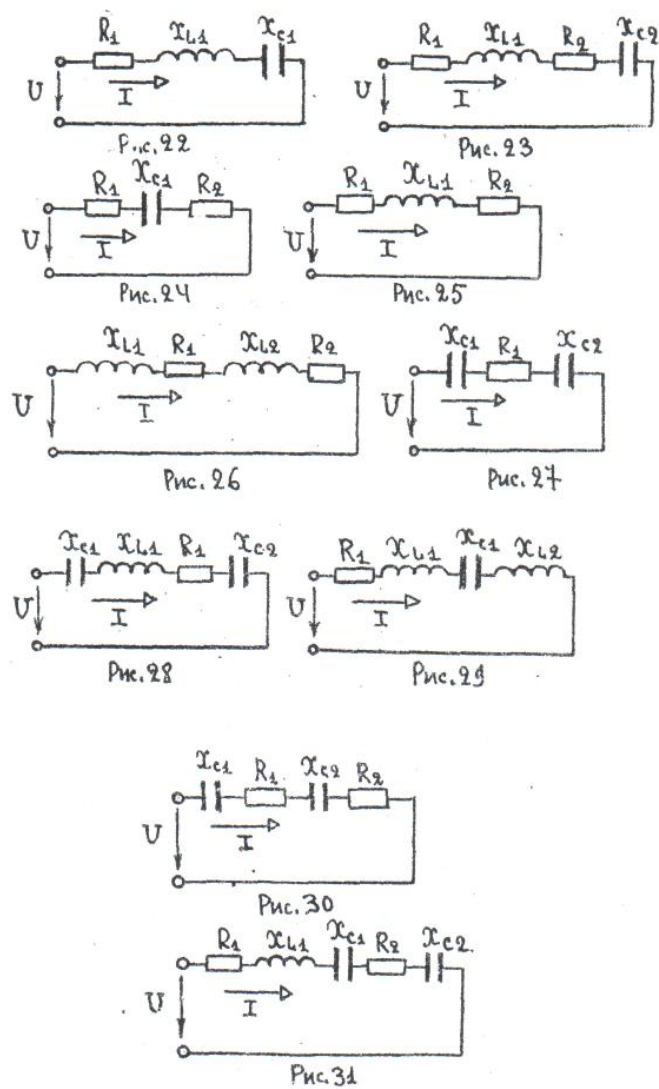 R₁ X_L1 X_C1
U I
Рис. 22
R₁ X_L1 R₂ X_C2
U I
Рис. 23
R₁ X_C1 R₂
U I
Рис. 24
R₁ X_L1 R₂
U I
Рис. 25
X_L1 R₁ X_L2 R₂
U I
Рис. 26
X_C1 R₁ X_C2
U I
Рис. 27
X_C1 X_L1 R₁ X_C2
U I
Рис. 28
R₁ X_L1 X_C1 X_L2
U I
Рис. 29
X_C1 R₁ X_C2 R₂
U I
Рис. 30
R₁ X_L1 X_C1 R₂ X_C2
U I
Рис. 31